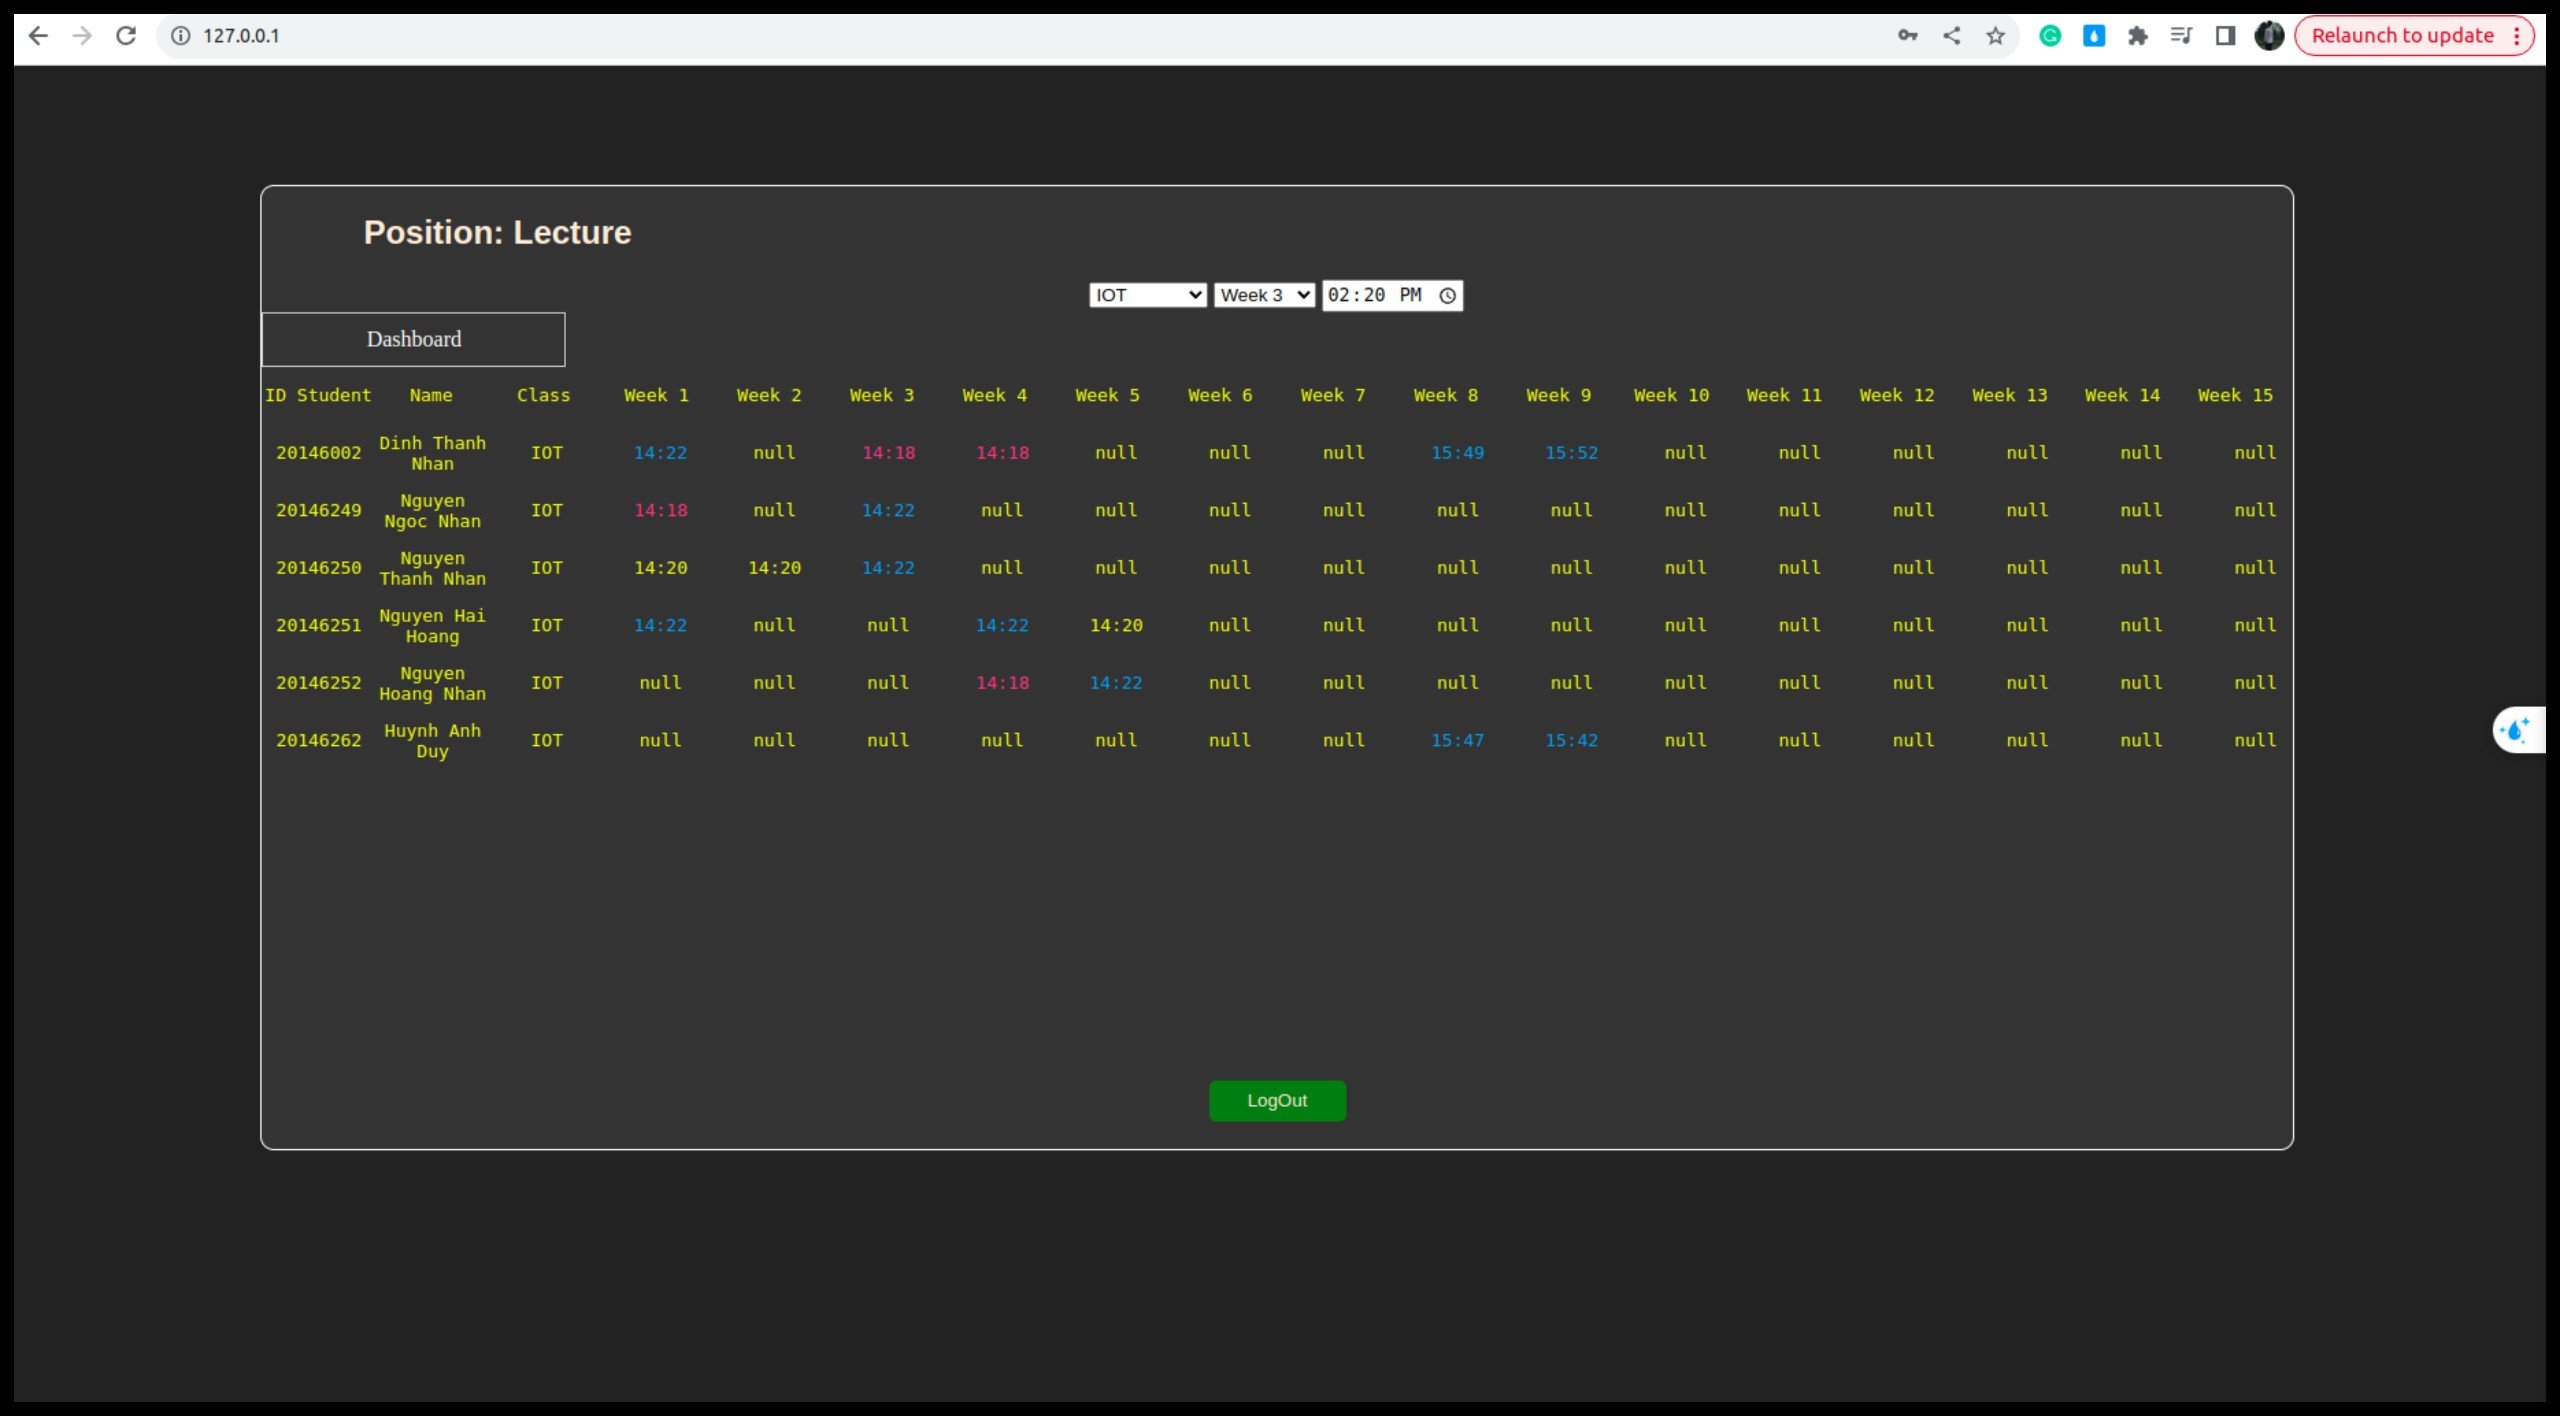 127.0.0.1
Relaunch to update
Position: Lecture
IOT Week 3 02:20 PM
Dashboard
ID Student Name Class Week 1 Week 2 Week 3 Week 4 Week 5 Week 6 Week 7 Week 8 Week 9 Week 10 Week 11 Week 12 Week 13 Week 14 Week 15
20146002 Dinh Thanh Nhan IOT 14:22 null 14:18 14:18 null null null 15:49 15:52 null null null null null null
20146249 Nguyen Ngoc Nhan IOT 14:18 null 14:22 null null null null null null null null null null null null
20146250 Nguyen Thanh Nhan IOT 14:20 14:20 14:22 null null null null null null null null null null null null
20146251 Nguyen Hai Hoang IOT 14:22 null null 14:22 14:20 null null null null null null null null null null
20146252 Nguyen Hoang Nhan IOT null null null 14:18 14:22 null null null null null null null null null null
20146262 Huynh Anh Duy IOT null null null null null null null 15:47 15:42 null null null null null null
LogOut